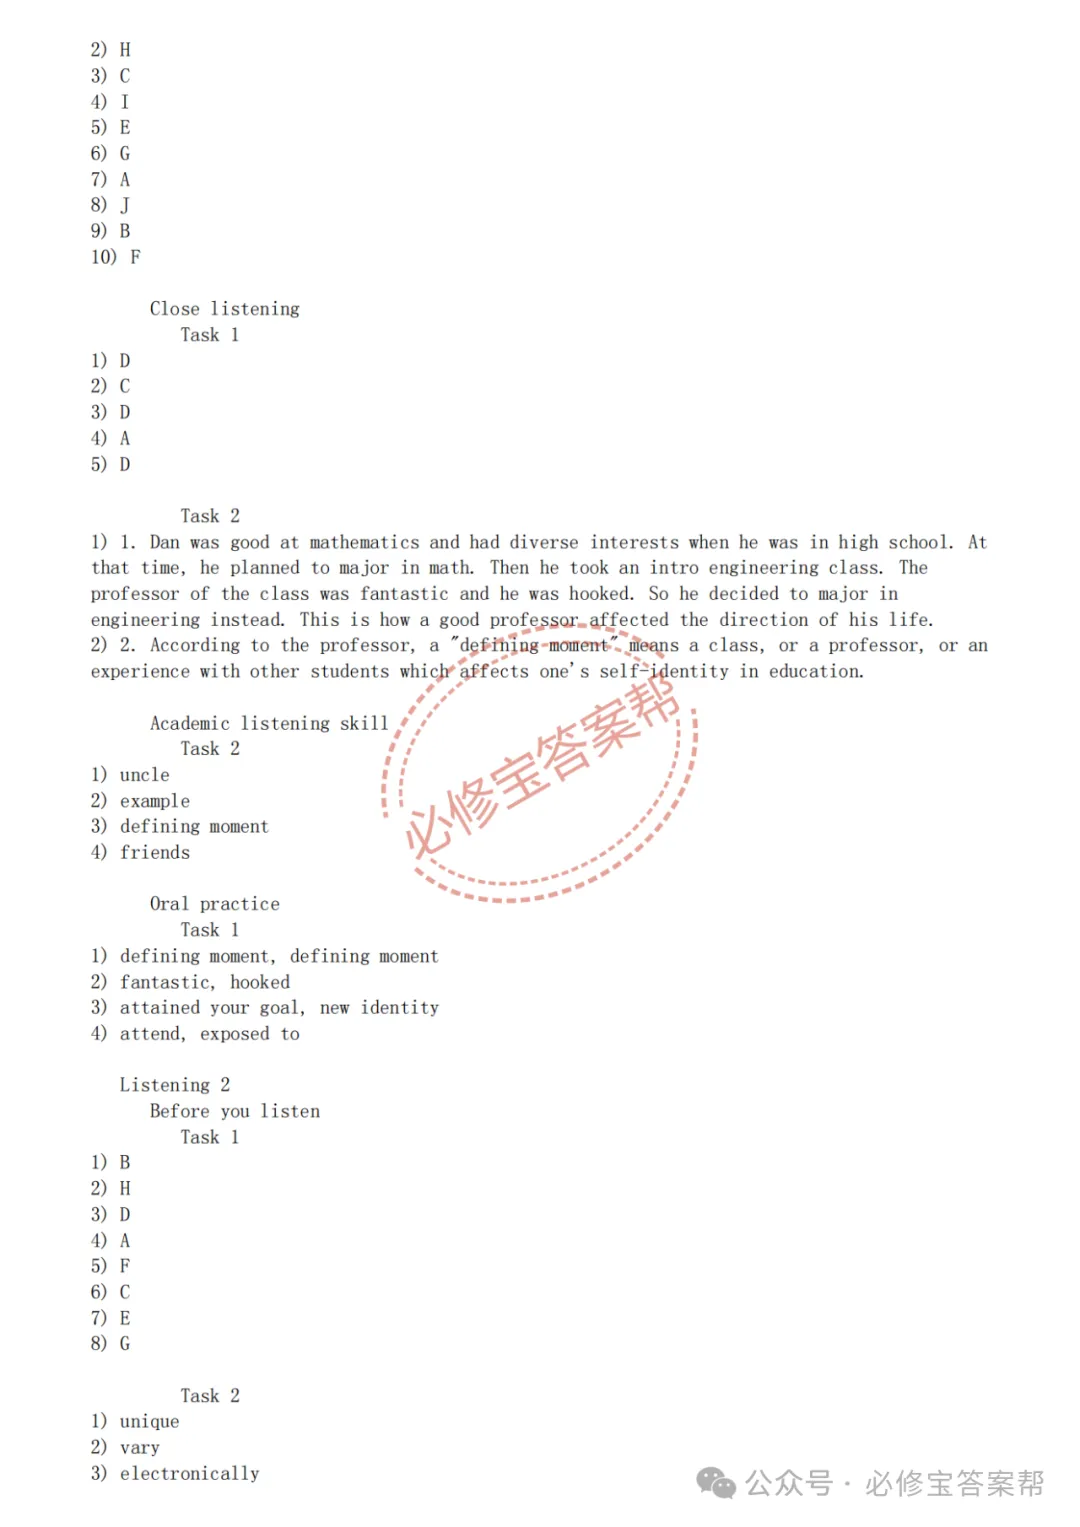 2) H
3) C
4) I
5) E
6) G
7) A
8) J
9) B
10) F
Close listening
Task 1
1) D
2) C
3) D
4) A
5) D
Task 2
1) 1. Dan was good at mathematics and had diverse interests when he was in high school. At
that time, he planned to major in math. Then he took an intro engineering class. The
professor of the class was fantastic and he was hooked. So he decided to major in
engineering instead. This is how a good professor affected the direction of his life.
2) 2. According to the professor, a "defining moment" means a class, or a professor, or an
experience with other students which affects one's self-identity in education.
Academic listening skill
Task 2
1) uncle
2) example
3) defining moment
4) friends
必修宝答案帮
Oral practice
Task 1
1) defining moment, defining moment
2) fantastic, hooked
3) attained your goal, new identity
4) attend, exposed to
Listening 2
Before you listen
Task 1
1) B
2) H
3) D
4) A
5) F
6) C
7) E
8) G
Task 2
1) unique
2) vary
3) electronically
公众号 · 必修宝答案帮